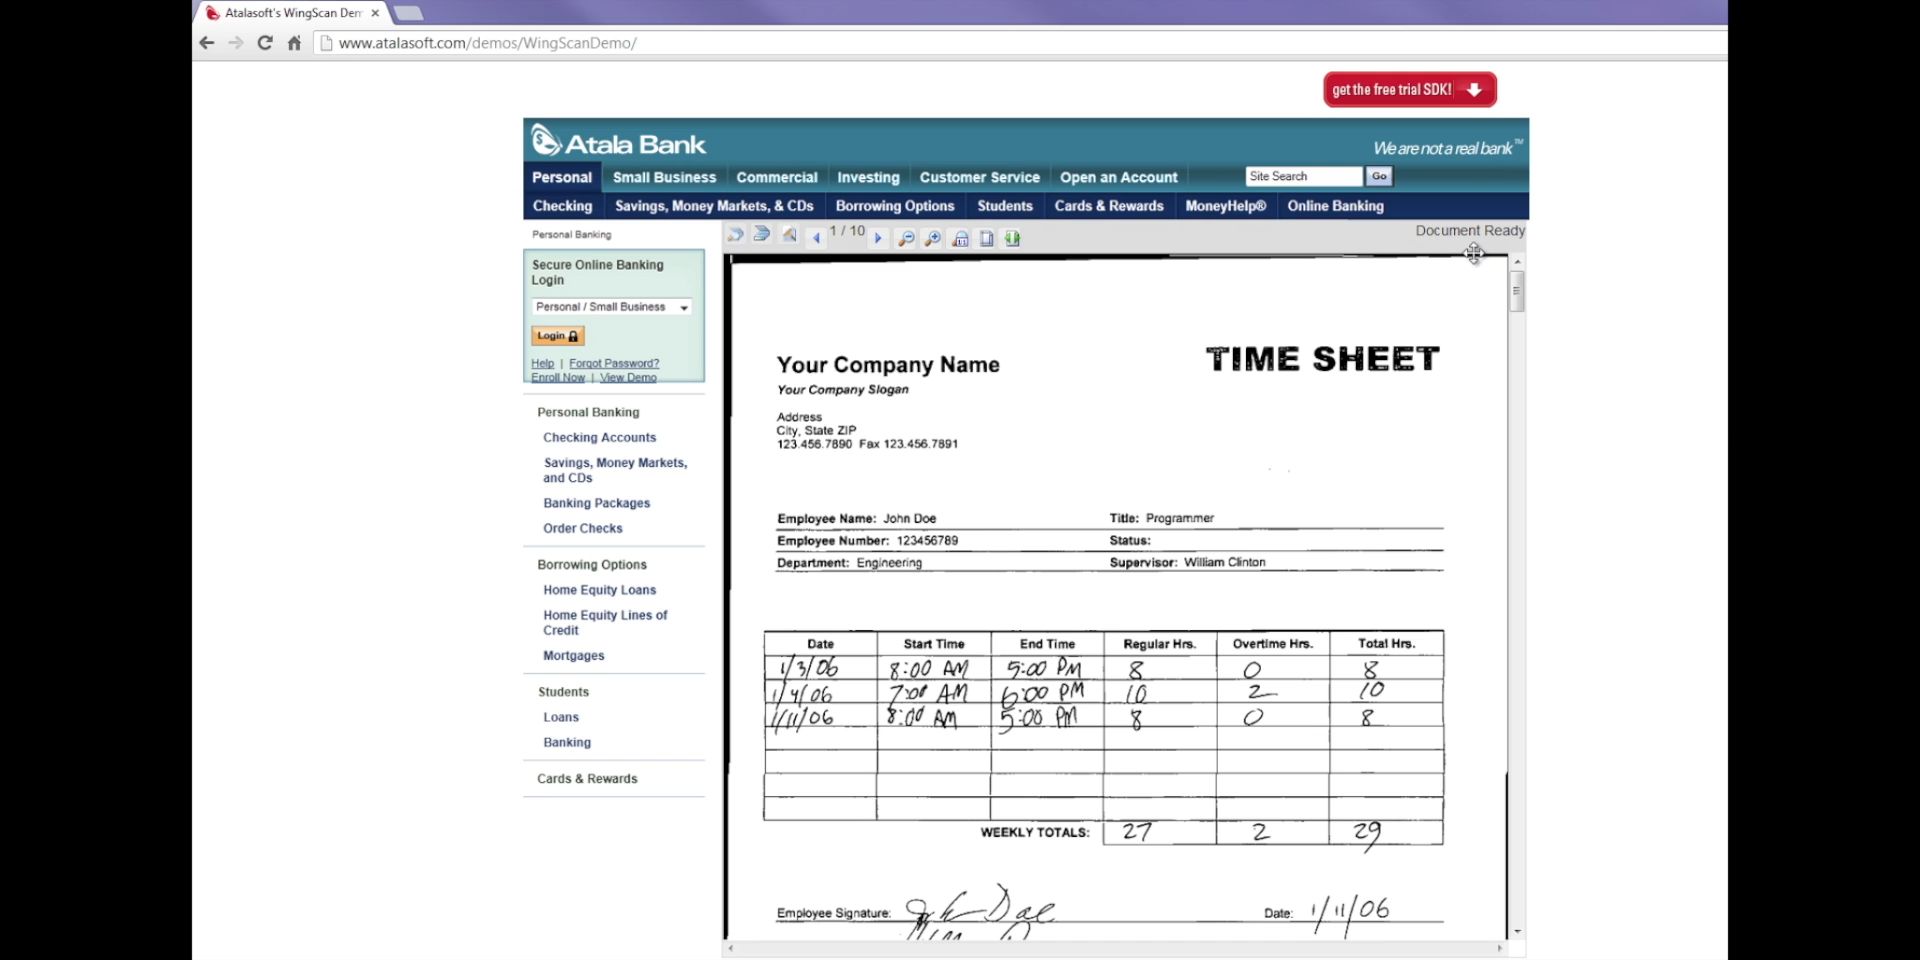 Atalasoft's WingScan Dem
www.atalasoft.com/demos/WingScanDemo/
get the free trial SDK!
Atala Bank
We are not a real bank™
Personal Small Business Commercial Investing Customer Service Open an Account Site Search Go
Checking Savings, Money Markets, & CDs Borrowing Options Students Cards & Rewards MoneyHelp® Online Banking
Personal Banking
Secure Online Banking
Login
Personal / Small Business
Login
Help | Forgot Password?
Enroll Now | View Demo
Personal Banking
Checking Accounts
Savings, Money Markets,
and CDs
Banking Packages
Order Checks
Borrowing Options
Home Equity Loans
Home Equity Lines of
Credit
Mortgages
Students
Loans
Banking
Cards & Rewards
1 / 10
Document Ready
Your Company Name
TIME SHEET
Your Company Slogan
Address
City, State ZIP
123.456.7890 Fax 123.456.7891
Employee Name: John Doe Title: Programmer
Employee Number: 123456789 Status:
Department: Engineering Supervisor: William Clinton
Date Start Time End Time Regular Hrs. Overtime Hrs. Total Hrs.
1/3/06 8:00 AM 5:00 PM 8 0 8
1/4/06 7:00 AM 6:00 PM 10 2 10
1/11/06 8:00 AM 5:00 PM 8 0 8
WEEKLY TOTALS: 27 2 29
Employee Signature: Date: 1/11/06